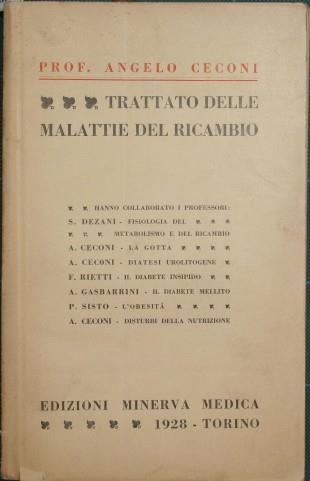 PROF. ANGELO CECONI
TRATTATO DELLE
MALATTIE DEL RICAMBIO
HANNO COLLABORATO I PROFESSORI:
S. DEZANI - FISIOLOGIA DEL
METABOLISMO E DEL RICAMBIO
A. CECONI - LA GOTTA
A. CECONI - DIATESI UROLITOGENE
F. RIETTI - IL DIABETE INSIPIDO
A. GASBARRINI - IL DIABETE MELLITO
P. SISTO - L'OBESITÀ
A. CECONI - DISTURBI DELLA NUTRIZIONE
EDIZIONI MINERVA MEDICA
1928 - TORINO